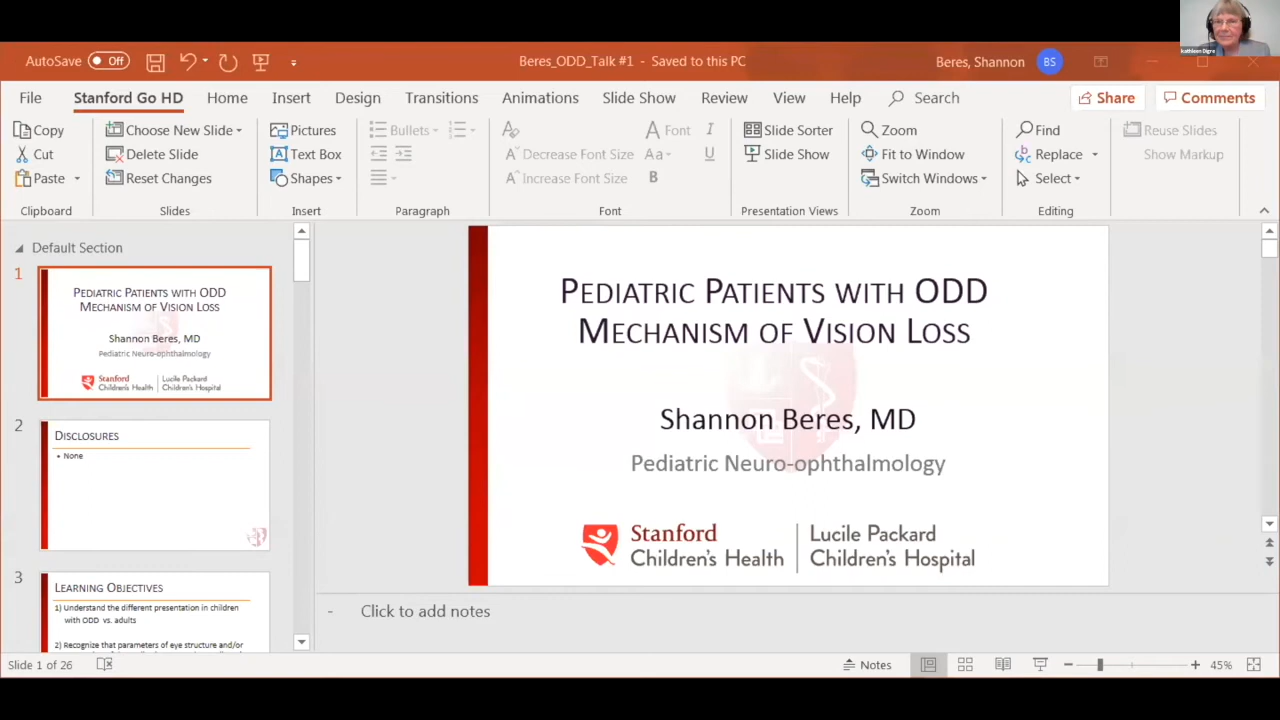 Kathleen Digre
AutoSave Off
Beres_ODD_Talk #1 - Saved to this PC
Beres, Shannon BS
File Stanford Go HD Home Insert Design Transitions Animations Slide Show Review View Help Search Share Comments
Copy Choose New Slide Pictures Bullets Font I Slide Sorter Zoom Find Reuse Slides
Cut Delete Slide Text Box Decrease Font Size Aa U Slide Show Fit to Window Replace Show Markup
Paste Reset Changes Shapes Increase Font Size B Switch Windows Select
Clipboard Slides Insert Paragraph Font Presentation Views Zoom Editing
Default Section
1
PEDIATRIC PATIENTS WITH ODD
MECHANISM OF VISION LOSS
Shannon Beres, MD
Pediatric Neuro-ophthalmology
Stanford Lucile Packard
Children's Health Children's Hospital
2
DISCLOSURES
• None
3
LEARNING OBJECTIVES
1) Understand the different presentation in children
with ODD vs. adults
2) Recognize that parameters of eye structure and/or
PEDIATRIC PATIENTS WITH ODD
MECHANISM OF VISION LOSS
Shannon Beres, MD
Pediatric Neuro-ophthalmology
Stanford Lucile Packard
Children's Health Children's Hospital
- Click to add notes
Slide 1 of 26 Notes 45%